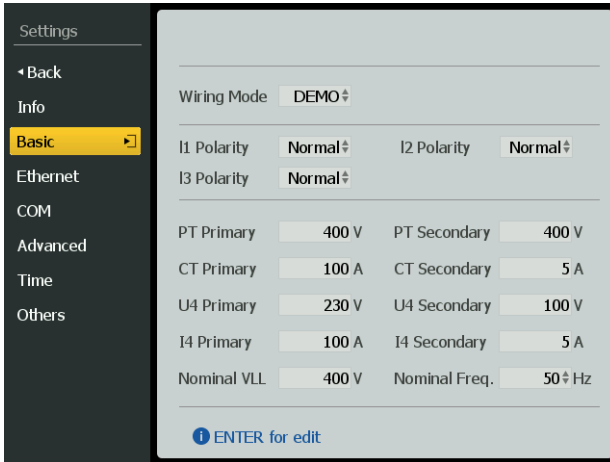 Settings
Back
Info
Basic
Ethernet
COM
Advanced
Time
Others
Wiring Mode DEMO
I1 Polarity Normal I2 Polarity Normal
I3 Polarity Normal
PT Primary 400 V PT Secondary 400 V
CT Primary 100 A CT Secondary 5 A
U4 Primary 230 V U4 Secondary 100 V
I4 Primary 100 A I4 Secondary 5 A
Nominal VLL 400 V Nominal Freq. 50 Hz
ENTER for edit